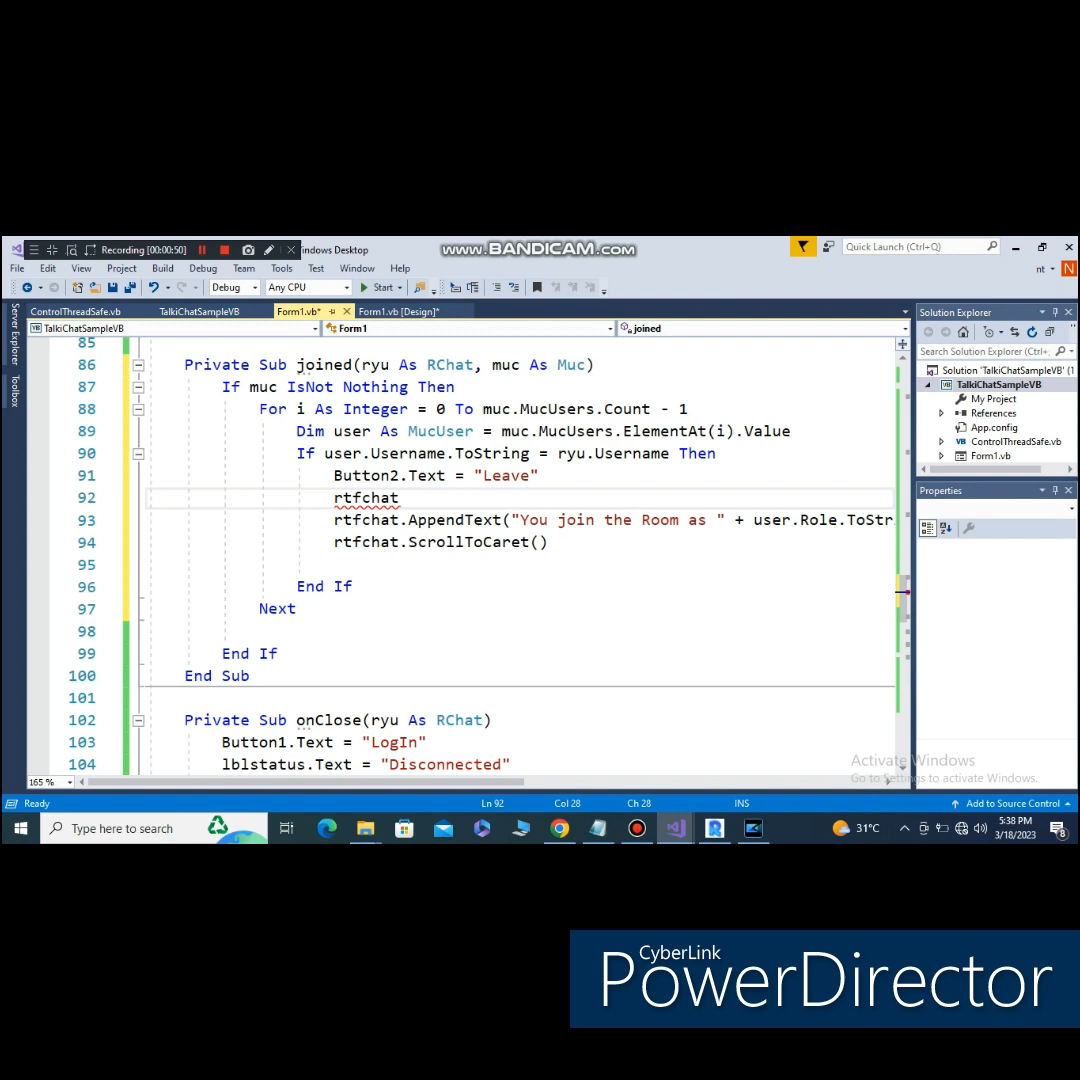 Recording [00:00:50] indows Desktop
www.BANDICAM.com
Quick Launch (Ctrl+Q)
File Edit View Project Build Debug Team Tools Test Window Help
nt
N
Debug Any CPU Start
Server Explorer
Toolbox
ControlThreadSafe.vb TalkiChatSampleVB Form1.vb* Form1.vb [Design]*
TalkiChatSampleVB Form1 joined
85
86 Private Sub joined(ryu As RChat, muc As Muc)
87 If muc IsNot Nothing Then
88 For i As Integer = 0 To muc.MucUsers.Count - 1
89 Dim user As MucUser = muc.MucUsers.ElementAt(i).Value
90 If user.Username.ToString = ryu.Username Then
91 Button2.Text = "Leave"
92 rtfchat
93 rtfchat.AppendText("You join the Room as " + user.Role.ToStr
94 rtfchat.ScrollToCaret()
95
96 End If
97 Next
98
99 End If
100 End Sub
101
102 Private Sub onClose(ryu As RChat)
103 Button1.Text = "LogIn"
104 lblstatus.Text = "Disconnected"
165 %
Solution Explorer
Search Solution Explorer (Ctrl+;
Solution 'TalkiChatSampleVB' (1
TalkiChatSampleVB
My Project
References
App.config
ControlThreadSafe.vb
Form1.vb
Properties
Activate Windows
Go to Settings to activate Windows.
Ready Ln 92 Col 28 Ch 28 INS Add to Source Control
Type here to search
31°C
5:38 PM
3/18/2023
8
CyberLink
PowerDirector